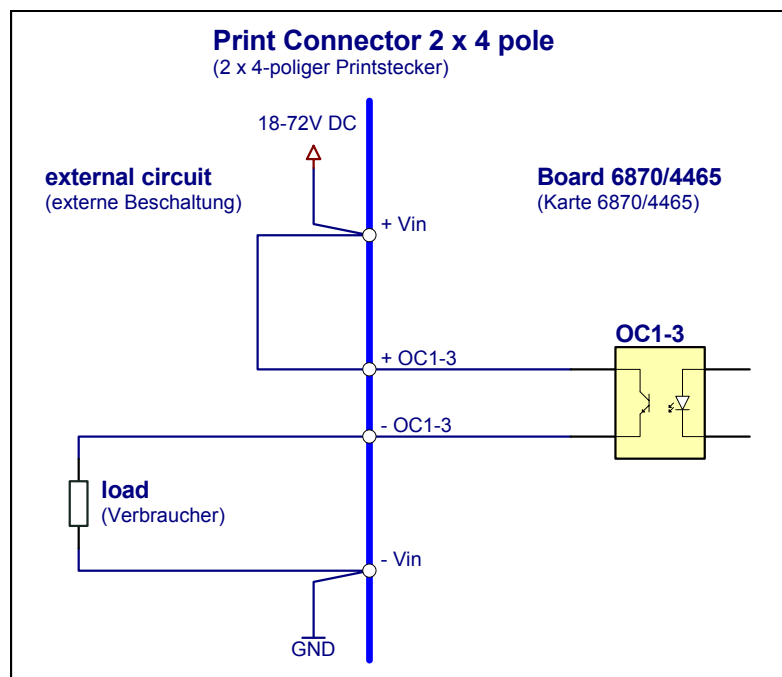 Print Connector 2 x 4 pole
(2 x 4-poliger Printstecker)
18-72V DC
external circuit
(externe Beschaltung)
Board 6870/4465
(Karte 6870/4465)
+ Vin
OC1-3
+ OC1-3
- OC1-3
load
(Verbraucher)
- Vin
GND